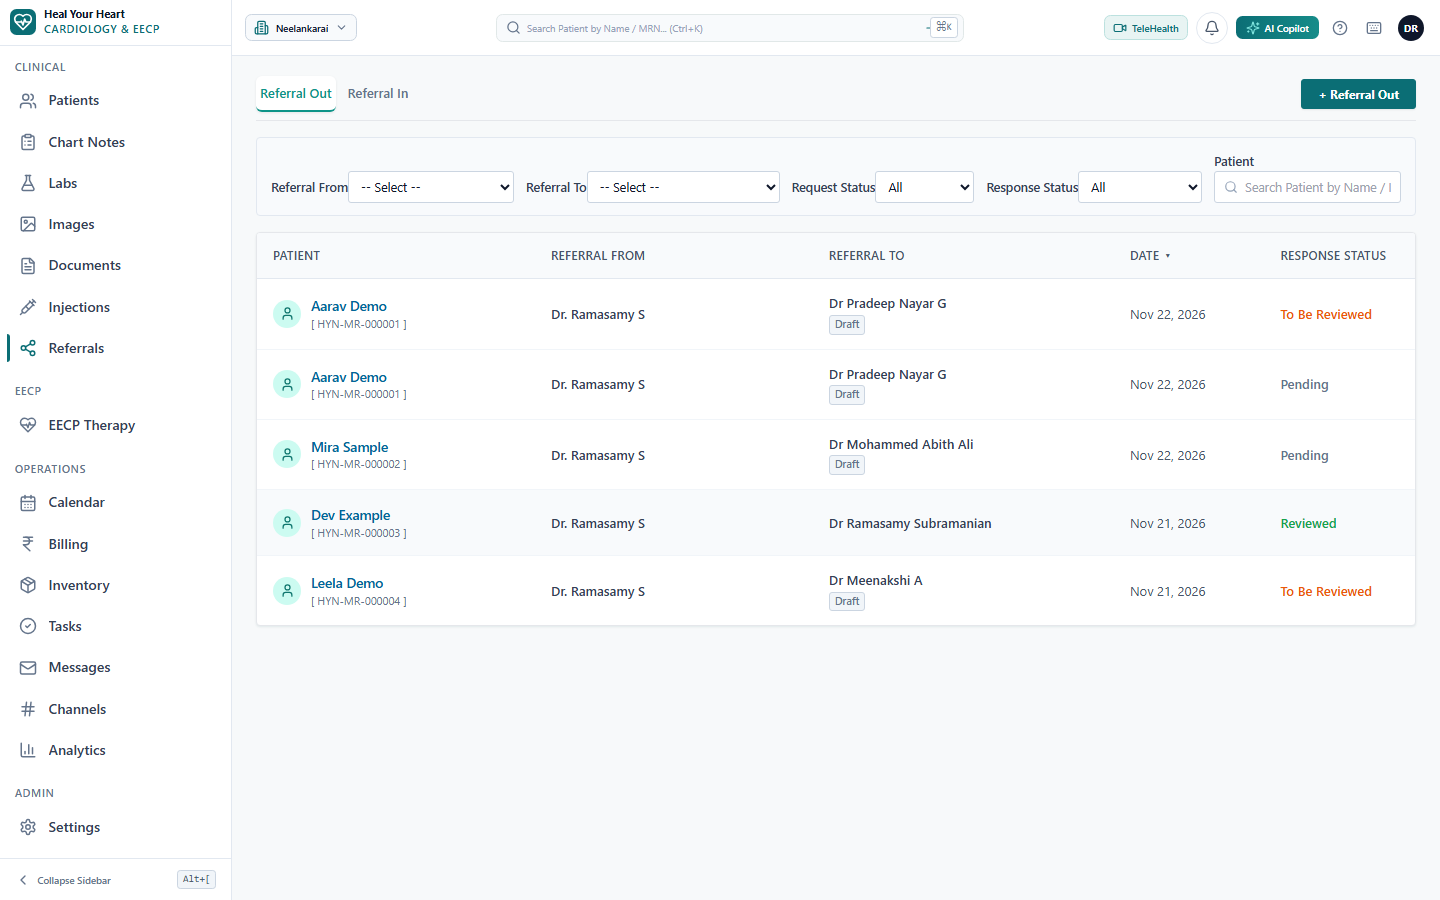 Heal Your Heart
CARDIOLOGY & EECP
Neelankarai
Search Patient by Name / MRN... (Ctrl+K)
⌘K
TeleHealth
AI Copilot
DR
CLINICAL
Patients
Chart Notes
Labs
Images
Documents
Injections
Referrals
EECP
EECP Therapy
OPERATIONS
Calendar
Billing
Inventory
Tasks
Messages
Channels
Analytics
ADMIN
Settings
Collapse Sidebar
Alt+[
Referral Out
Referral In
+ Referral Out
Referral From
-- Select --
Referral To
-- Select --
Request Status
All
Response Status
All
Patient
Search Patient by Name /
PATIENT
REFERRAL FROM
REFERRAL TO
DATE ▼
RESPONSE STATUS
Aarav Demo
[ HYN-MR-000001 ]
Dr. Ramasamy S
Dr Pradeep Nayar G
Draft
Nov 22, 2026
To Be Reviewed
Aarav Demo
[ HYN-MR-000001 ]
Dr. Ramasamy S
Dr Pradeep Nayar G
Draft
Nov 22, 2026
Pending
Mira Sample
[ HYN-MR-000002 ]
Dr. Ramasamy S
Dr Mohammed Abith Ali
Draft
Nov 22, 2026
Pending
Dev Example
[ HYN-MR-000003 ]
Dr. Ramasamy S
Dr Ramasamy Subramanian
Nov 21, 2026
Reviewed
Leela Demo
[ HYN-MR-000004 ]
Dr. Ramasamy S
Dr Meenakshi A
Draft
Nov 21, 2026
To Be Reviewed